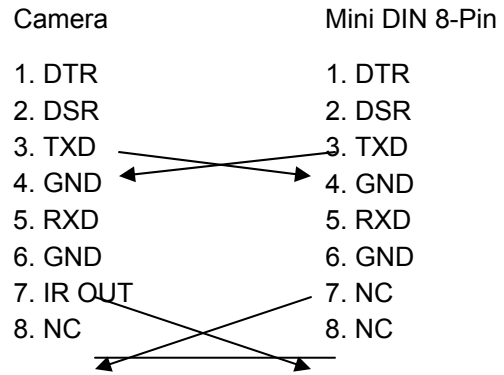 Camera Mini DIN 8-Pin
1. DTR 1. DTR
2. DSR 2. DSR
3. TXD 3. TXD
4. GND 4. GND
5. RXD 5. RXD
6. GND 6. GND
7. IR OUT 7. NC
8. NC 8. NC